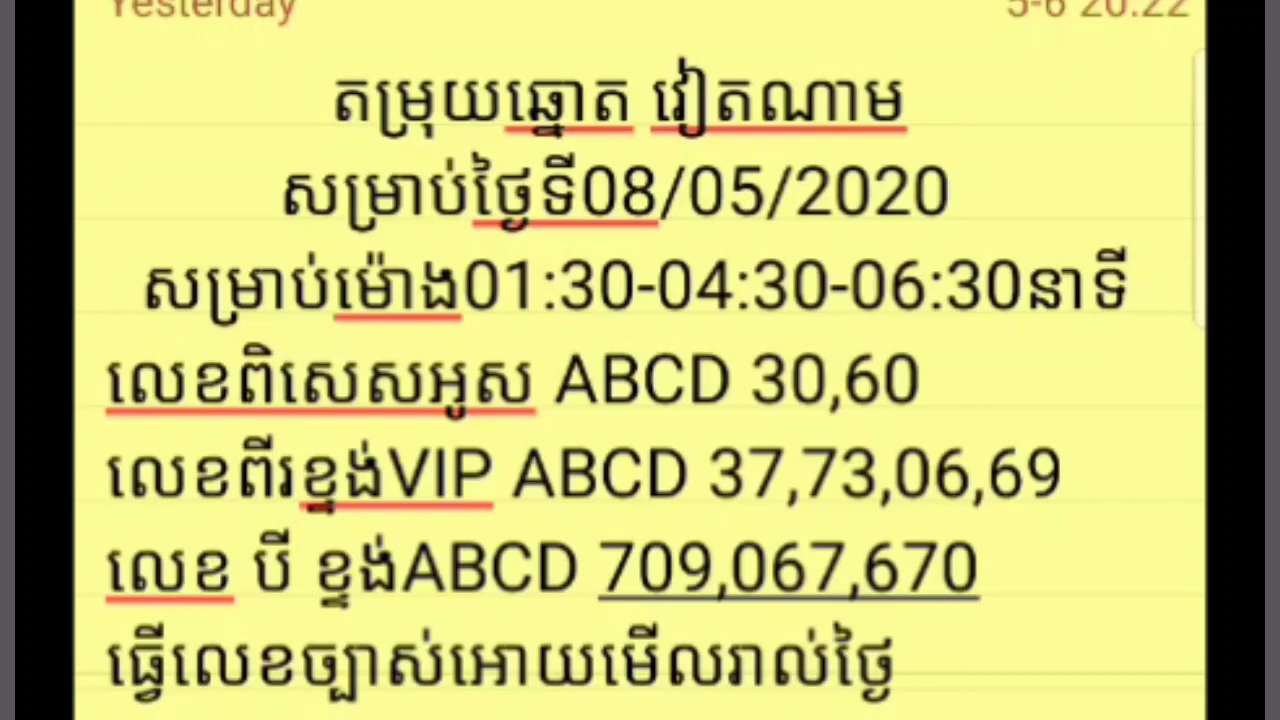 Yesterday 5-6 20:22
តម្រុយឆ្នោត វៀតណាម
សម្រាប់ថ្ងៃទី08/05/2020
សម្រាប់ម៉ោង01:30-04:30-06:30នាទី
លេខពិសេសអូស ABCD 30,60
លេខពីរខ្ទង់VIP ABCD 37,73,06,69
លេខ បី ខ្ទង់ABCD 709,067,670
ធ្វើលេខច្បាស់អោយមើលរាល់ថ្ងៃ